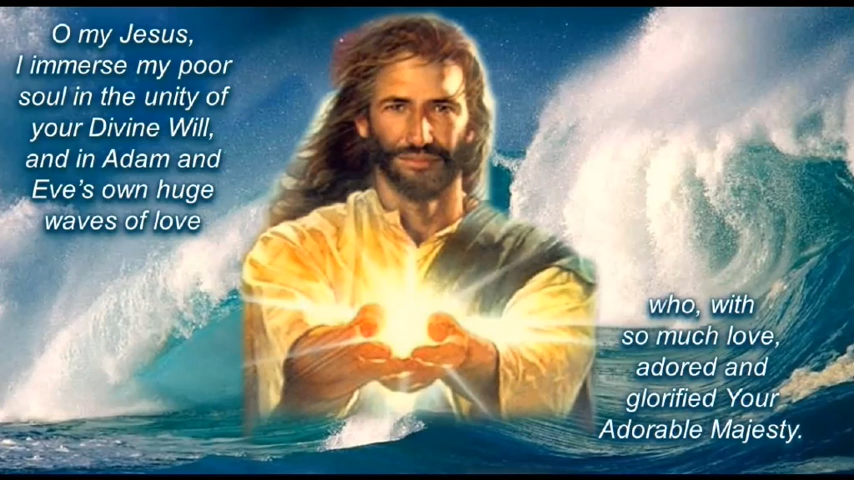 O my Jesus,
I immerse my poor
soul in the unity of
your Divine Will,
and in Adam and
Eve's own huge
waves of love
who, with
so much love,
adored and
glorified Your
Adorable Majesty.